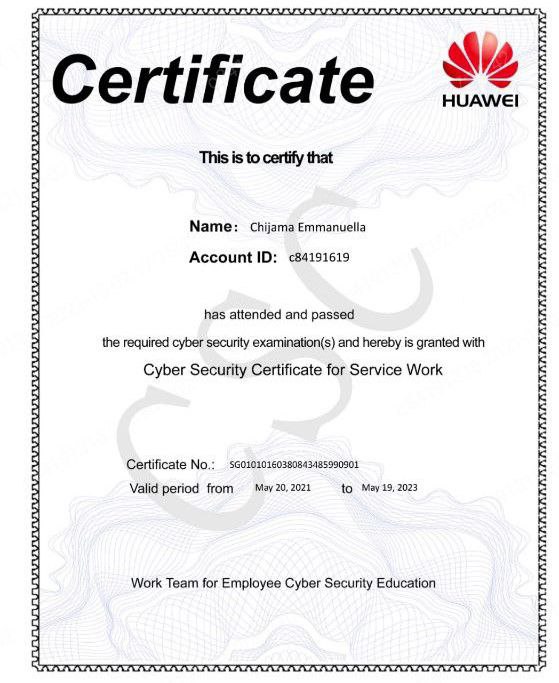 Certificate
HUAWEI
This is to certify that
Name: Chijama Emmanuella
Account ID: c84191619
has attended and passed
the required cyber security examination(s) and hereby is granted with
Cyber Security Certificate for Service Work
CSC
Certificate No.: SG01010160380843485990901
Valid period from May 20, 2021 to May 19, 2023
Work Team for Employee Cyber Security Education